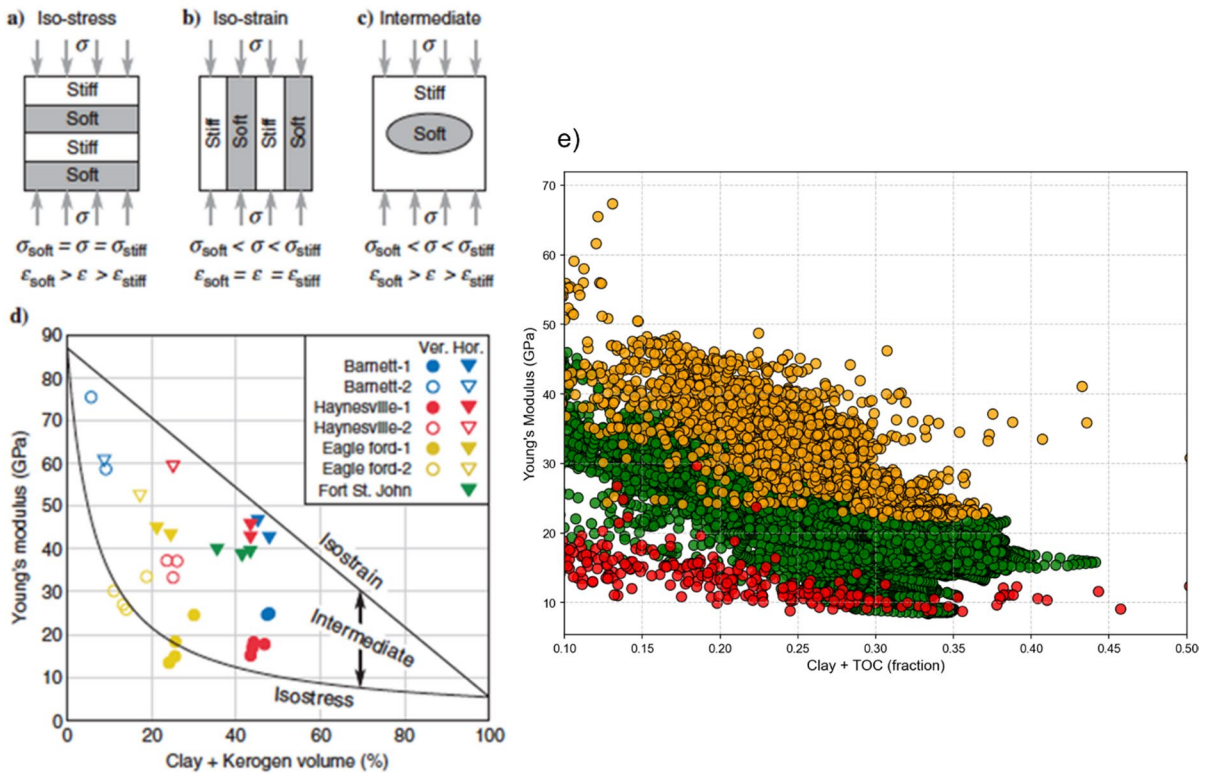 a) Iso-stress
σ
Stiff
Soft
Stiff
Soft
σ
σsoft = σ = σstiff
εsoft > ε > εstiff
b) Iso-strain
σ
Stiff
Soft
Stiff
Soft
σ
σsoft < σ < σstiff
εsoft = ε = εstiff
c) Intermediate
σ
Stiff
Soft
σ
σsoft < σ < σstiff
εsoft > ε > εstiff
d)
Young's modulus (GPa)
90
80
70
60
50
40
30
20
10
0
Ver. Hor.
Barnett-1
Barnett-2
Haynesville-1
Haynesville-2
Eagle ford-1
Eagle ford-2
Fort St. John
Isostrain
Intermediate
Isostress
0 20 40 60 80 100
Clay + Kerogen volume (%)
e)
Young's Modulus (GPa)
70
60
50
40
30
20
10
0.10 0.15 0.20 0.25 0.30 0.35 0.40 0.45 0.50
Clay + TOC (fraction)